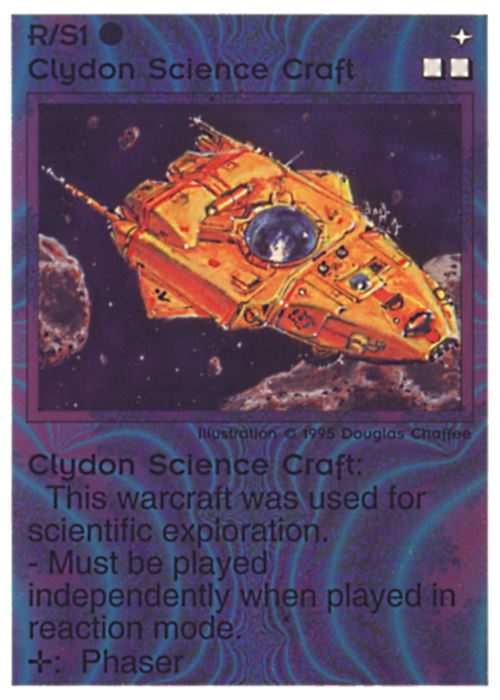 R/S1
Clydon Science Craft
Illustration © 1995 Douglas Chaffee
Clydon Science Craft:
This warcraft was used for
scientific exploration.
- Must be played
independently when played in
reaction mode.
✛: Phaser